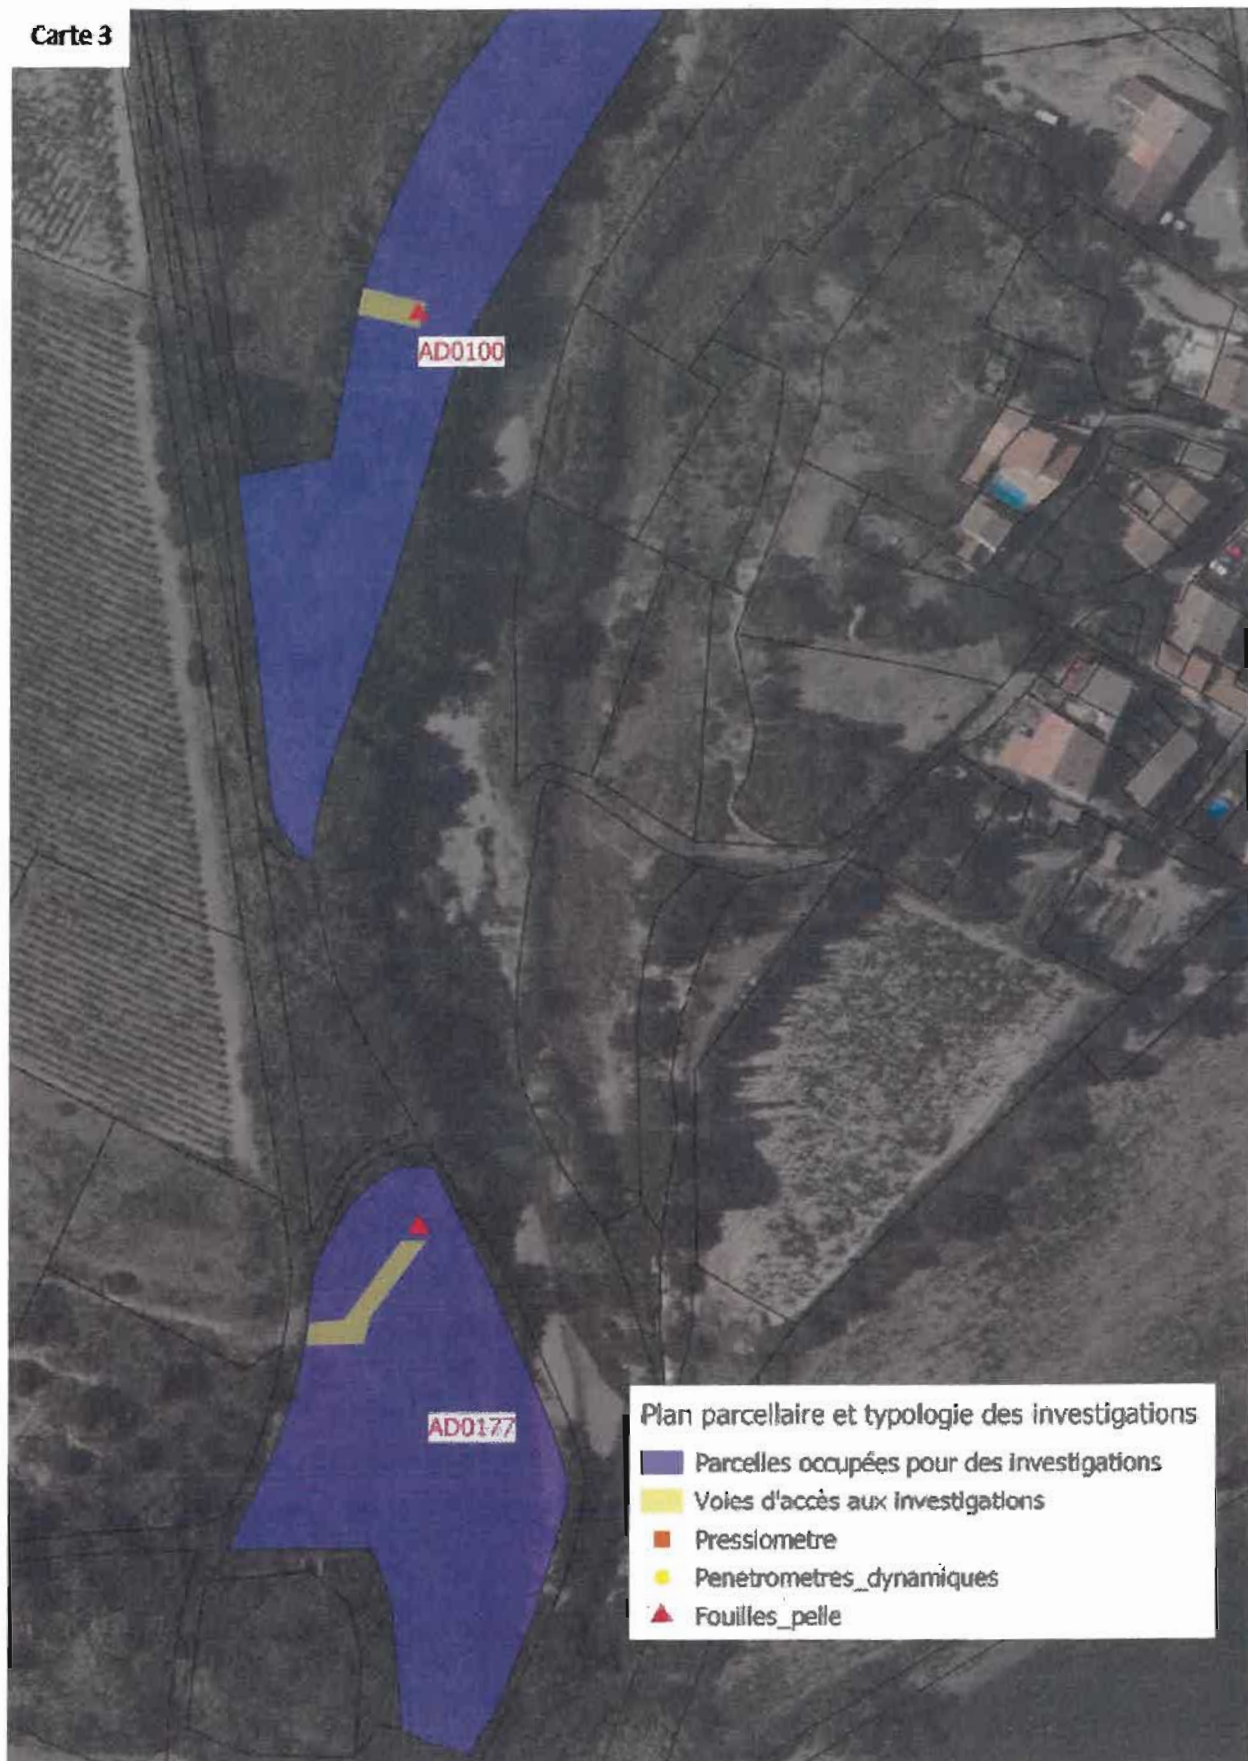 Carte 3
AD0100
AD0177
Plan parcellaire et typologie des investigations
Parcelles occupées pour des investigations
Voies d'accès aux investigations
Pressiometre
Penetrometres_dynamiques
Fouilles_pelle